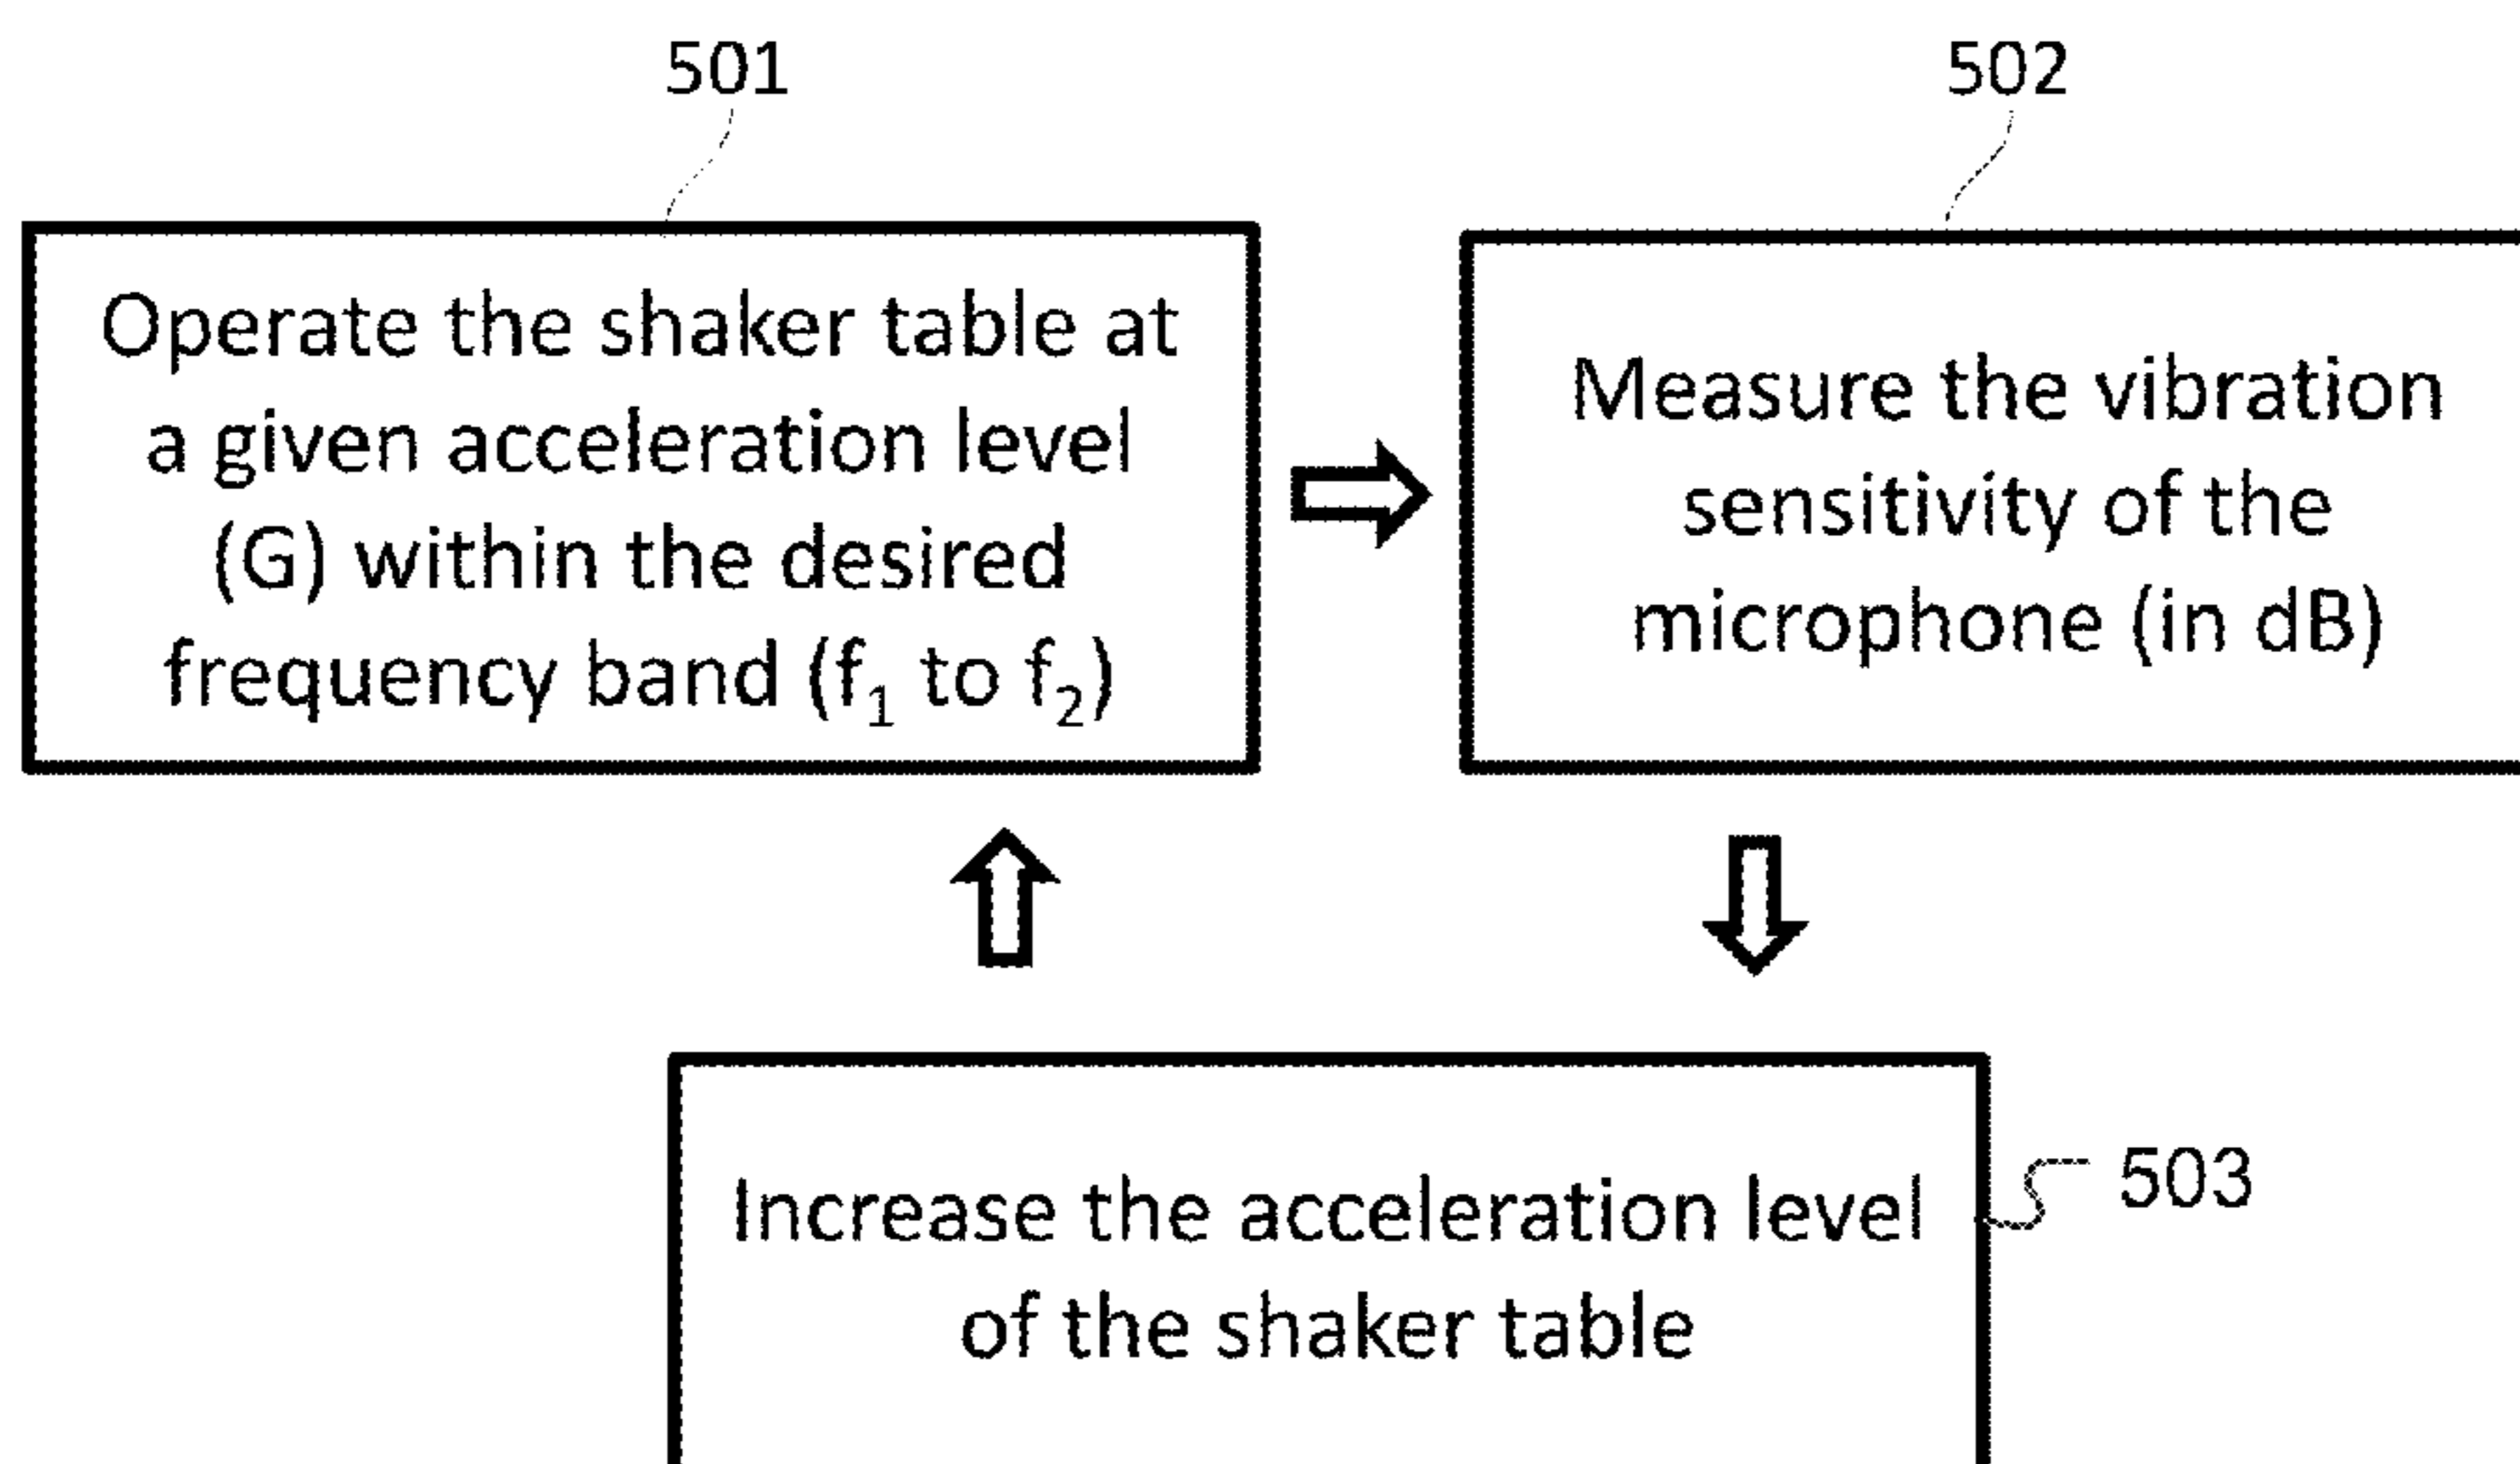 501
502
Operate the shaker table at
a given acceleration level
(G) within the desired
frequency band (f₁ to f₂)
Measure the vibration
sensitivity of the
microphone (in dB)
Increase the acceleration level
of the shaker table
503